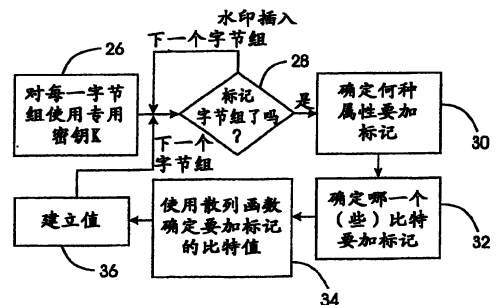 水印插入
下一个字节组
26
28
对每一字节
组使用专用
密钥K
标记
字节组了吗
？
是
确定何种
属性要加
标记
30
下一个
字节组
确定哪一个
（些）比特
要加标记
32
使用散列函数
确定要加标记
的比特值
34
建立值
36